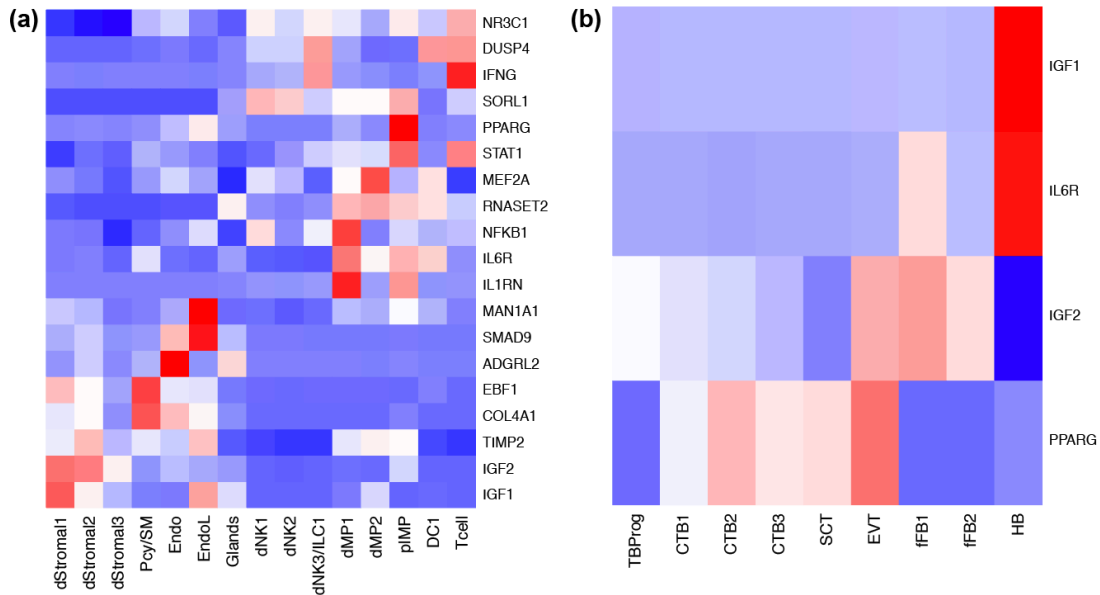 (a)
NR3C1
DUSP4
IFNG
SORL1
PPARG
STAT1
MEF2A
RNASET2
NFKB1
IL6R
IL1RN
MAN1A1
SMAD9
ADGRL2
EBF1
COL4A1
TIMP2
IGF2
IGF1
dStromal1
dStromal2
dStromal3
Pcy/SM
Endo
EndoL
Glands
dNK1
dNK2
dNK3/ILC1
dMP1
dMP2
pIMP
DC1
Tcell
(b)
IGF1
IL6R
IGF2
PPARG
TBProg
CTB1
CTB2
CTB3
SCT
EVT
fFB1
fFB2
HB